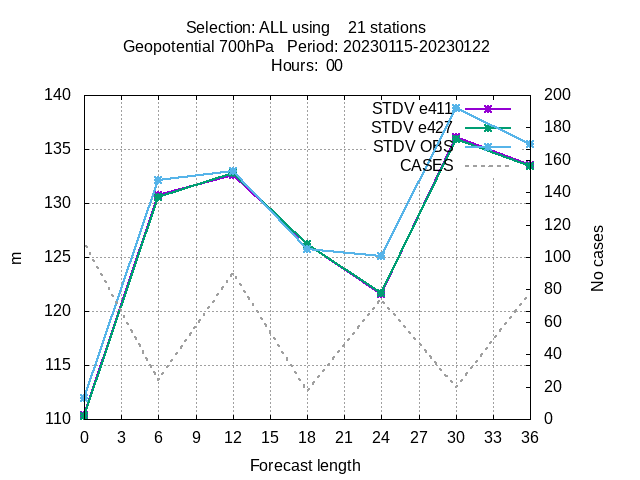 Selection: ALL using    21 stations
Geopotential 700hPa   Period: 20230115-20230122
Hours:  00
STDV e411
STDV e427
STDV OBS
CASES
140
135
130
125
120
115
110
200
180
160
140
120
100
80
60
40
20
0
0 3 6 9 12 15 18 21 24 27 30 33 36
m
No cases
Forecast length